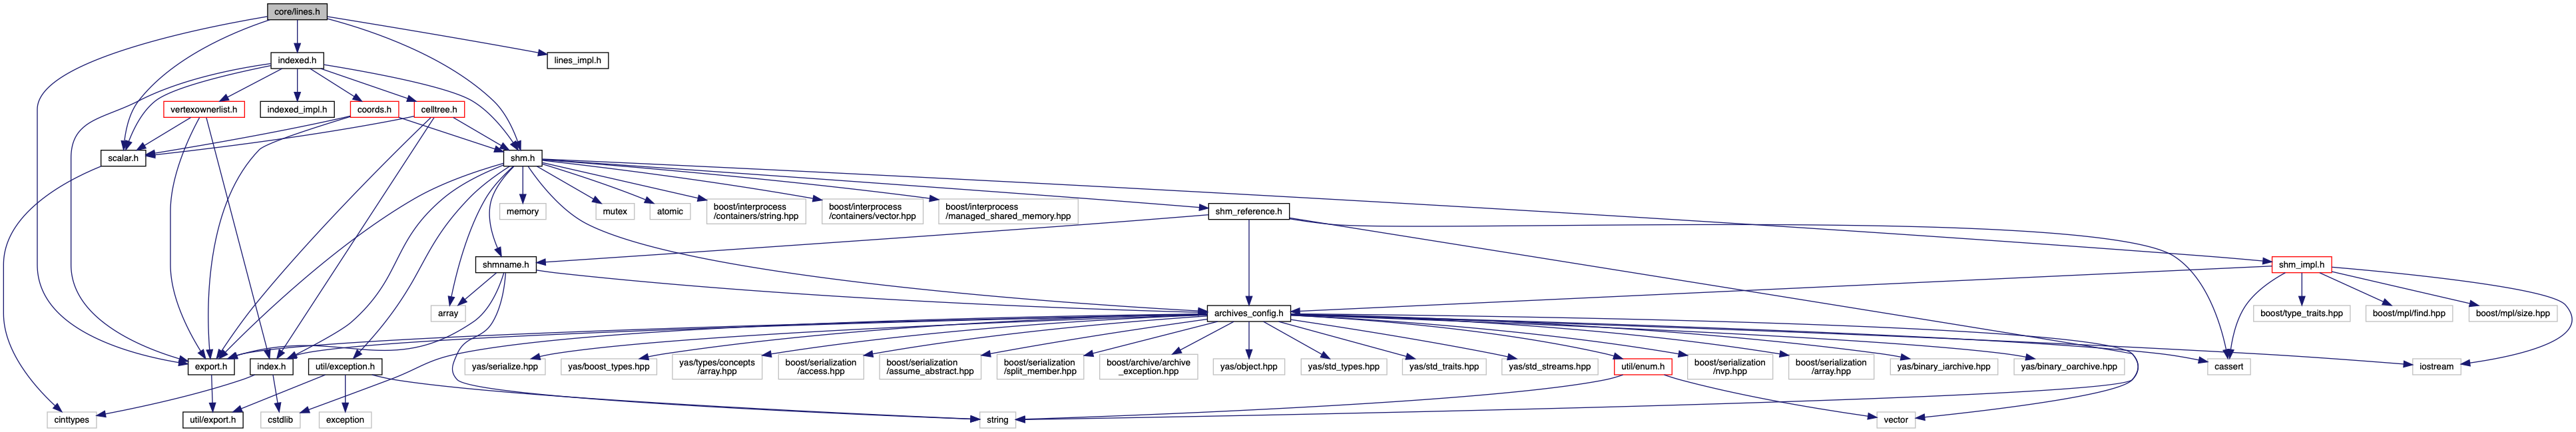 core/lines.h
indexed.h
lines_impl.h
vertexownerlist.h
indexed_impl.h
coords.h
celltree.h
scalar.h
shm.h
memory
mutex
atomic
boost/interprocess
/containers/string.hpp
boost/interprocess
/containers/vector.hpp
boost/interprocess
/managed_shared_memory.hpp
shm_reference.h
shmname.h
shm_impl.h
array
archives_config.h
boost/type_traits.hpp
boost/mpl/find.hpp
boost/mpl/size.hpp
export.h
index.h
util/exception.h
yas/serialize.hpp
yas/boost_types.hpp
yas/types/concepts
/array.hpp
boost/serialization
/access.hpp
boost/serialization
/assume_abstract.hpp
boost/serialization
/split_member.hpp
boost/archive/archive
_exception.hpp
yas/object.hpp
yas/std_types.hpp
yas/std_traits.hpp
yas/std_streams.hpp
util/enum.h
boost/serialization
/nvp.hpp
boost/serialization
/array.hpp
yas/binary_iarchive.hpp
yas/binary_oarchive.hpp
cassert
iostream
cinttypes
util/export.h
cstdlib
exception
string
vector